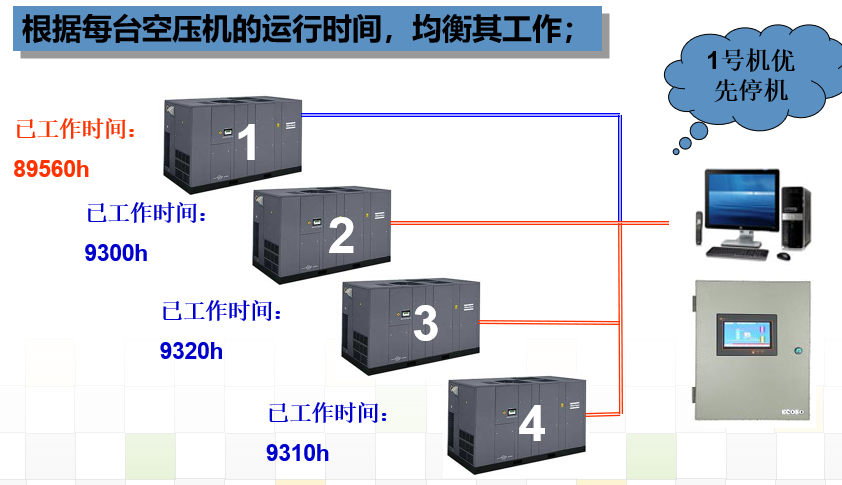 根据每台空压机的运行时间，均衡其工作；
1号机优
先停机
已工作时间：
89560h
1
已工作时间：
9300h
2
已工作时间：
9320h
3
已工作时间：
9310h
4